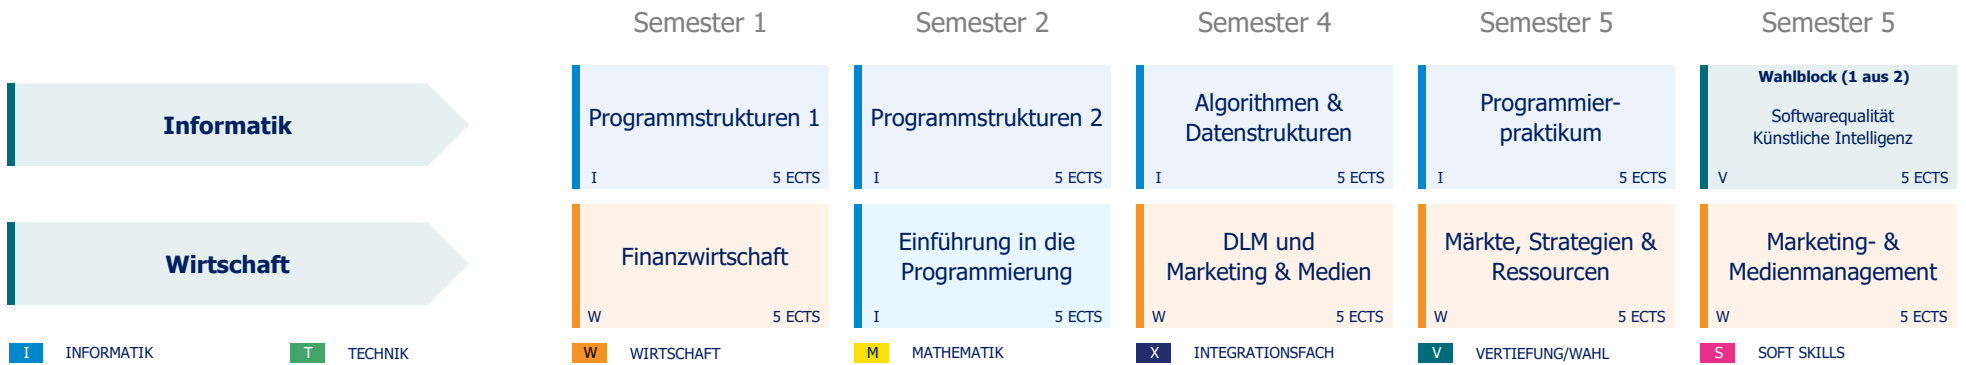 Semester 1
Semester 2
Semester 4
Semester 5
Semester 5
Informatik
Programmstrukturen 1
I 5 ECTS
Programmstrukturen 2
I 5 ECTS
Algorithmen &
Datenstrukturen
I 5 ECTS
Programmier-
praktikum
I 5 ECTS
Wahlblock (1 aus 2)
Softwarequalität
Künstliche Intelligenz
V 5 ECTS
Wirtschaft
Finanzwirtschaft
W 5 ECTS
Einführung in die
Programmierung
I 5 ECTS
DLM und
Marketing & Medien
W 5 ECTS
Märkte, Strategien &
Ressourcen
W 5 ECTS
Marketing- &
Medienmanagement
W 5 ECTS
I INFORMATIK
T TECHNIK
W WIRTSCHAFT
M MATHEMATIK
X INTEGRATIONSFACH
V VERTIEFUNG/WAHL
S SOFT SKILLS